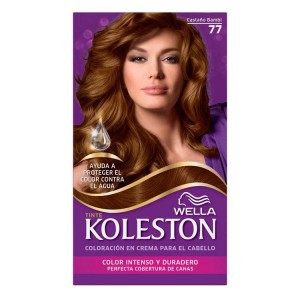 Castaño Bambi
77
AYUDA A
PROTEGER EL
COLOR CONTRA
EL AGUA
WELLA
TINTE
KOLESTON
COLORACIÓN EN CREMA PARA EL CABELLO
COLOR INTENSO Y DURADERO
PERFECTA COBERTURA DE CANAS